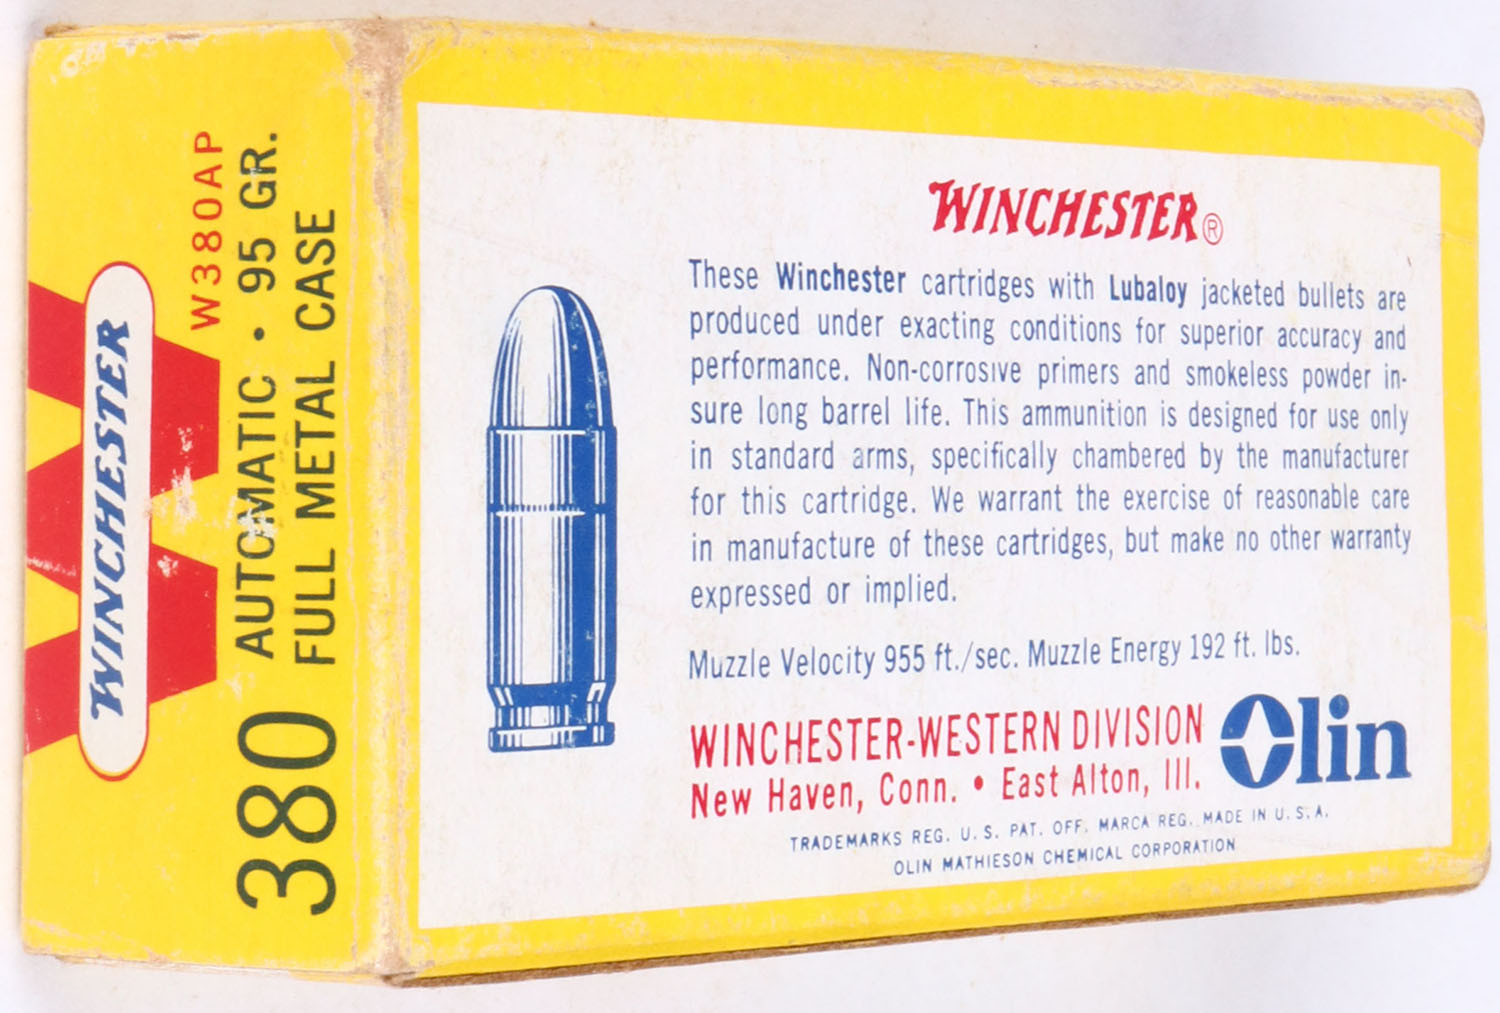 WINCHESTER
W380AP
380 AUTOMATIC • 95 GR.
FULL METAL CASE
WINCHESTER®
These Winchester cartridges with Lubaloy jacketed bullets are
produced under exacting conditions for superior accuracy and
performance. Non-corrosive primers and smokeless powder in-
sure long barrel life. This ammunition is designed for use only
in standard arms, specifically chambered by the manufacturer
for this cartridge. We warrant the exercise of reasonable care
in manufacture of these cartridges, but make no other warranty
expressed or implied.
Muzzle Velocity 955 ft./sec. Muzzle Energy 192 ft. lbs.
WINCHESTER-WESTERN DIVISION
New Haven, Conn. • East Alton, Ill.
Olin
TRADEMARKS REG. U. S. PAT. OFF. MARCA REG. MADE IN U. S. A.
OLIN MATHIESON CHEMICAL CORPORATION